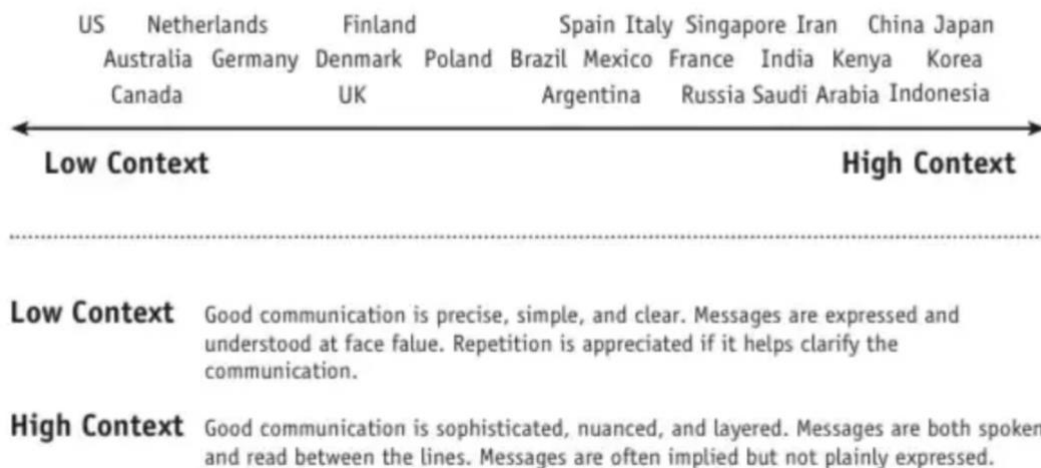 US Netherlands Finland Spain Italy Singapore Iran China Japan
Australia Germany Denmark Poland Brazil Mexico France India Kenya Korea
Canada UK Argentina Russia Saudi Arabia Indonesia
Low Context High Context
Low Context Good communication is precise, simple, and clear. Messages are expressed and
understood at face falue. Repetition is appreciated if it helps clarify the
communication.
High Context Good communication is sophisticated, nuanced, and layered. Messages are both spoken
and read between the lines. Messages are often implied but not plainly expressed.